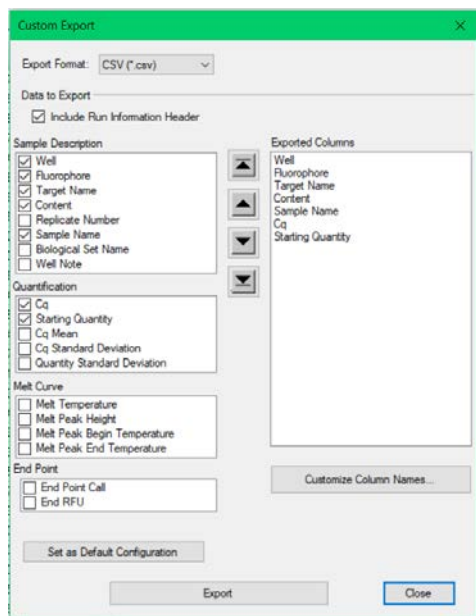 Custom Export
Export Format: CSV (*.csv)
Data to Export
Include Run Information Header
Sample Description
Well
Fluorophore
Target Name
Content
Replicate Number
Sample Name
Biological Set Name
Well Note
Quantification
Cq
Starting Quantity
Cq Mean
Cq Standard Deviation
Quantity Standard Deviation
Melt Curve
Melt Temperature
Melt Peak Height
Melt Peak Begin Temperature
Melt Peak End Temperature
End Point
End Point Call
End RFU
Exported Columns
Well
Fluorophore
Target Name
Content
Sample Name
Cq
Starting Quantity
Customize Column Names...
Set as Default Configuration
Export
Close